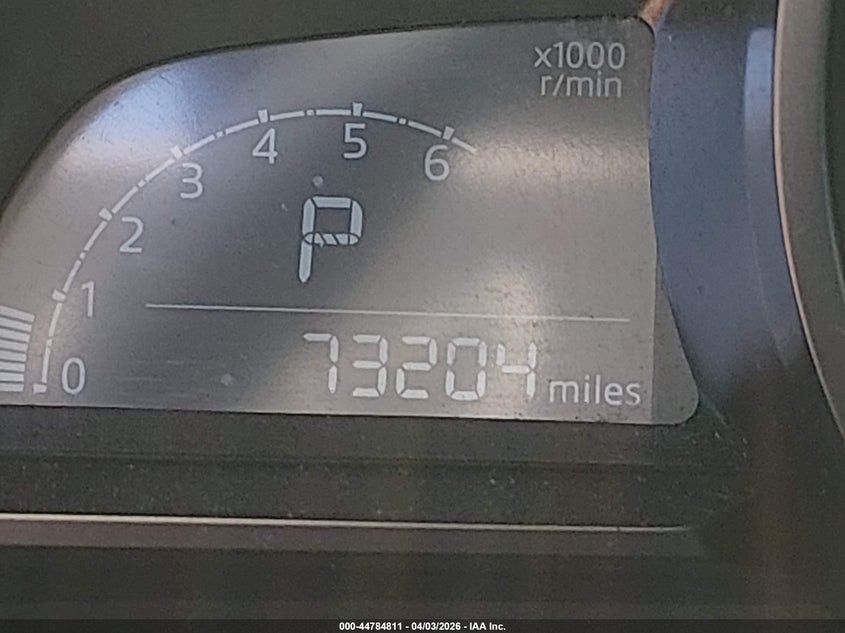 x1000
r/min
0 1 2 3 4 5 6
P
73204 miles
000-44784811 - 04/03/2026 - IAA Inc.